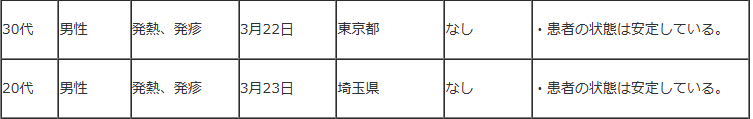 30代 男性 発熱、発疹 3月22日 東京都 なし ・患者の状態は安定している。
20代 男性 発熱、発疹 3月23日 埼玉県 なし ・患者の状態は安定している。